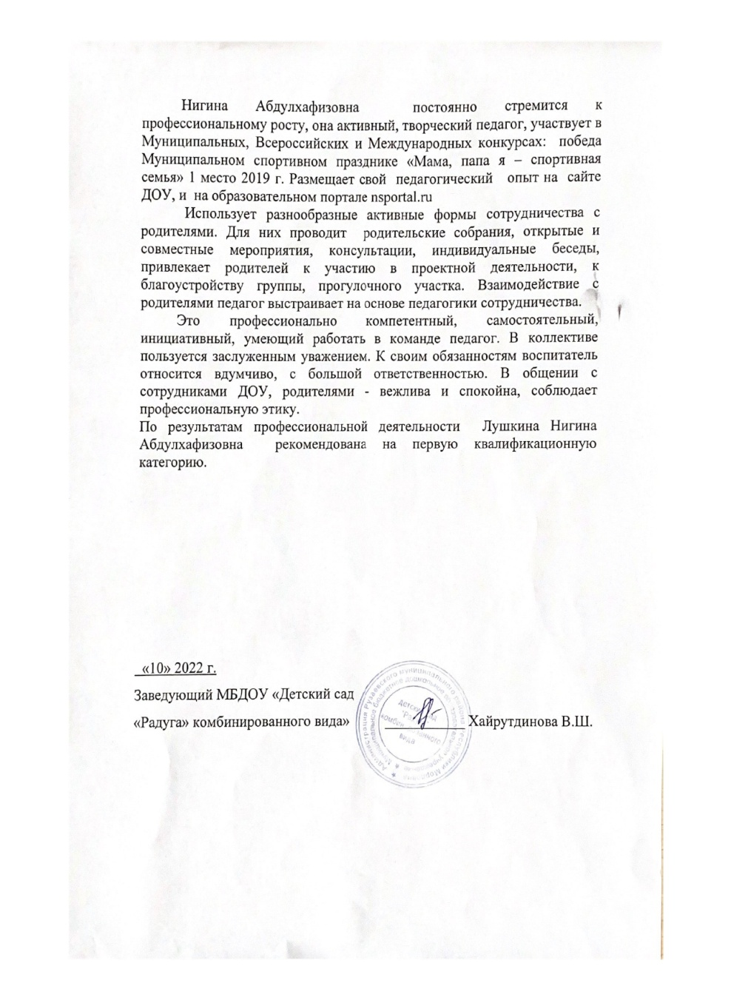 Нигина Абдулхафизовна постоянно стремится к
профессиональному росту, она активный, творческий педагог, участвует в
Муниципальных, Всероссийских и Международных конкурсах: победа
Муниципальном спортивном празднике «Мама, папа я – спортивная
семья» 1 место 2019 г. Размещает свой педагогический опыт на сайте
ДОУ, и на образовательном портале nsportal.ru
Использует разнообразные активные формы сотрудничества с
родителями. Для них проводит родительские собрания, открытые и
совместные мероприятия, консультации, индивидуальные беседы,
привлекает родителей к участию в проектной деятельности, к
благоустройству группы, прогулочного участка. Взаимодействие с
родителями педагог выстраивает на основе педагогики сотрудничества.
Это профессионально компетентный, самостоятельный,
инициативный, умеющий работать в команде педагог. В коллективе
пользуется заслуженным уважением. К своим обязанностям воспитатель
относится вдумчиво, с большой ответственностью. В общении с
сотрудниками ДОУ, родителями - вежлива и спокойна, соблюдает
профессиональную этику.
По результатам профессиональной деятельности Лушкина Нигина
Абдулхафизовна рекомендована на первую квалификационную
категорию.
«10» 2022 г.
Заведующий МБДОУ «Детский сад
«Радуга» комбинированного вида» ___________ Хайрутдинова В.Ш.
Администрация Рузаевского муниципального района Республики Мордовия
Муниципальное бюджетное дошкольное
вида